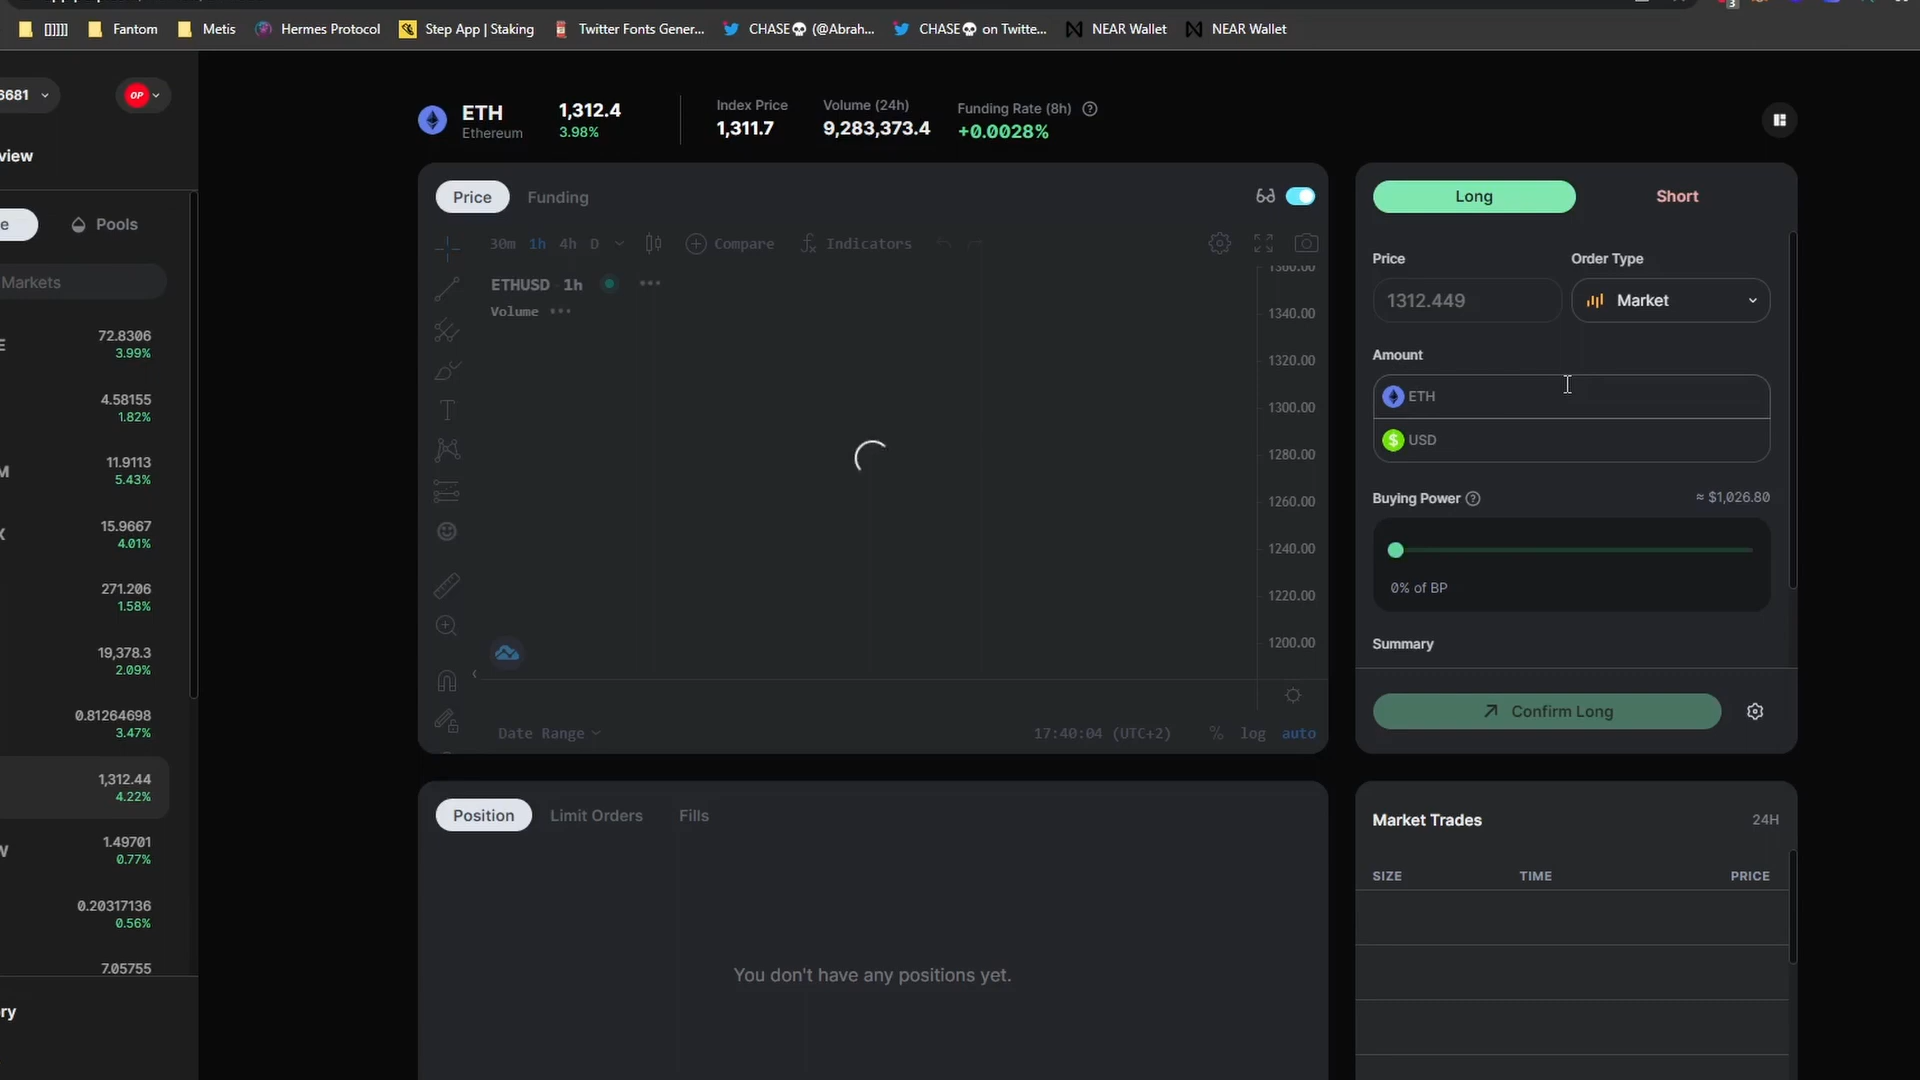 3
[]]]]]
Fantom
Metis
Hermes Protocol
Step App | Staking
Twitter Fonts Gener...
CHASE💀 (@Abrah...
CHASE💀 on Twitte...
NEAR Wallet
NEAR Wallet
6681
OP
view
e
Pools
Markets
E 72.8306
3.99%
4.58155
1.82%
M 11.9113
5.43%
X 15.9667
4.01%
271.206
1.58%
19,378.3
2.09%
0.81264698
3.47%
1,312.44
4.22%
W 1.49701
0.77%
0.20317136
0.56%
7.05755
ory
ETH
Ethereum
1,312.4
3.98%
Index Price
1,311.7
Volume (24h)
9,283,373.4
Funding Rate (8h)
+0.0028%
Price
Funding
30m 1h 4h D
Compare
Indicators
ETHUSD · 1h
Volume
1360.00
1340.00
1320.00
1300.00
1280.00
1260.00
1240.00
1220.00
1200.00
Date Range
17:40:04 (UTC+2)
%
log
auto
Long
Short
Price
Order Type
1312.449
Market
Amount
ETH
USD
Buying Power
≈ $1,026.80
0% of BP
Summary
Confirm Long
Position
Limit Orders
Fills
You don't have any positions yet.
Market Trades
24H
SIZE
TIME
PRICE